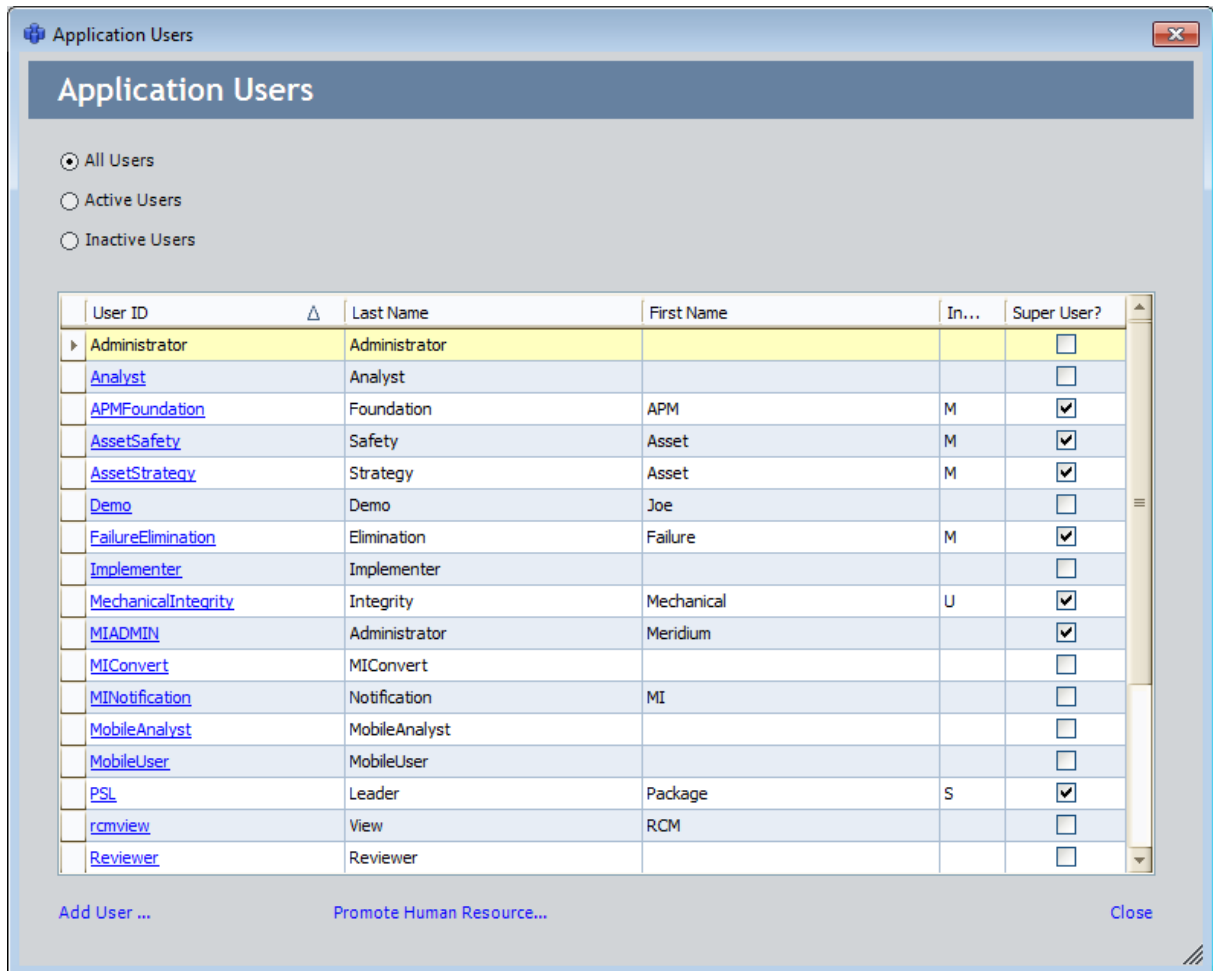 Application Users
Application Users
All Users
Active Users
Inactive Users
User ID Last Name First Name In... Super User?
Administrator Administrator
Analyst Analyst
APMFoundation Foundation APM M
AssetSafety Safety Asset M
AssetStrategy Strategy Asset M
Demo Demo Joe
FailureElimination Elimination Failure M
Implementer Implementer
MechanicalIntegrity Integrity Mechanical U
MIADMIN Administrator Meridium
MIConvert MIConvert
MINotification Notification MI
MobileAnalyst MobileAnalyst
MobileUser MobileUser
PSL Leader Package S
rcmview View RCM
Reviewer Reviewer
Add User ... Promote Human Resource... Close